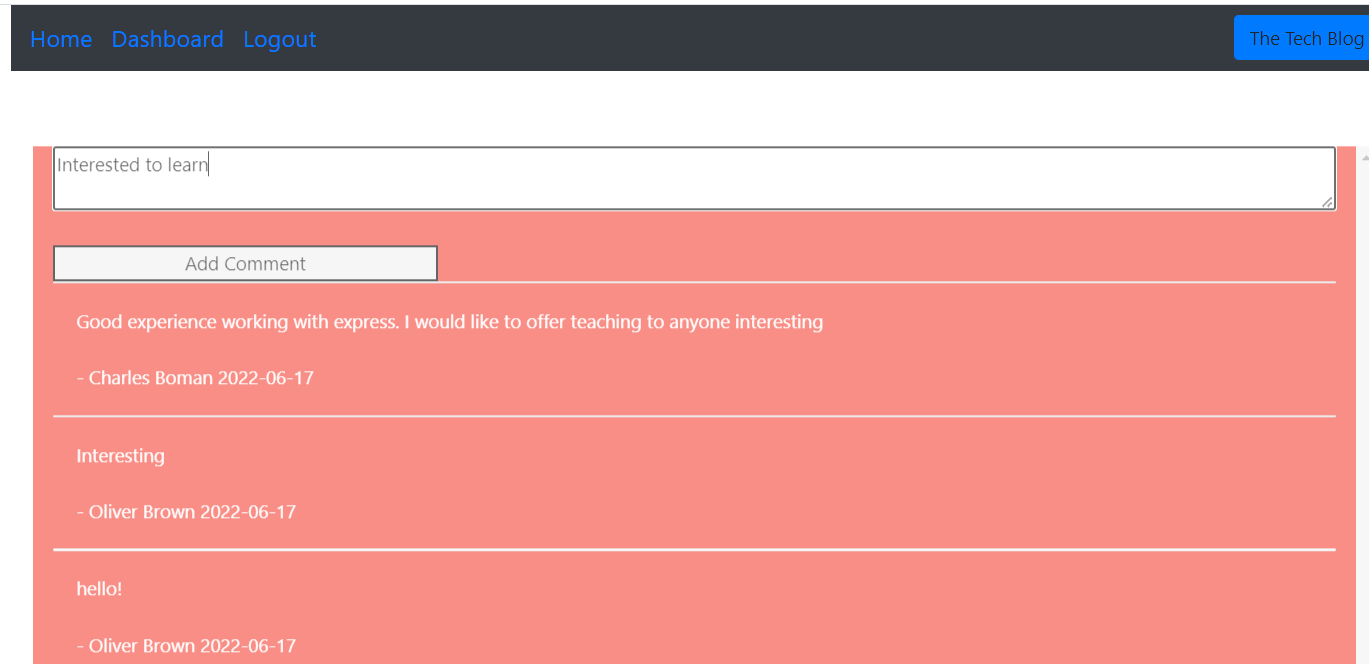 Home Dashboard Logout The Tech Blog
Interested to learn
Add Comment
Good experience working with express. I would like to offer teaching to anyone interesting
- Charles Boman 2022-06-17
Interesting
- Oliver Brown 2022-06-17
hello!
- Oliver Brown 2022-06-17